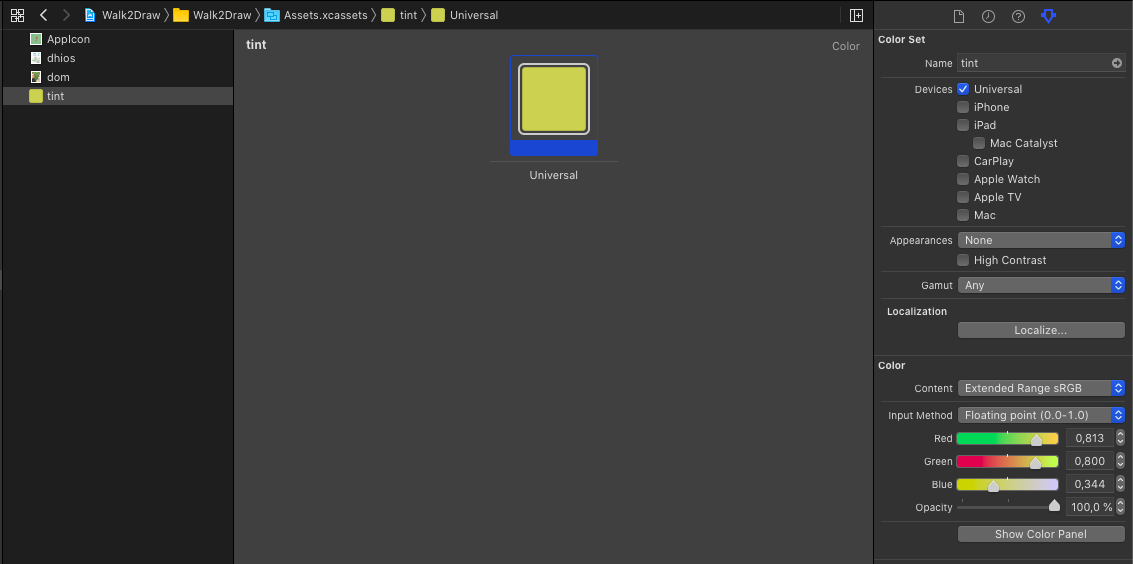 Walk2Draw
Walk2Draw
Assets.xcassets
tint
Universal
AppIcon
dhios
dom
tint
tint
Color
Universal
Color Set
Name tint
Devices Universal
iPhone
iPad
Mac Catalyst
CarPlay
Apple Watch
Apple TV
Mac
Appearances None
High Contrast
Gamut Any
Localization
Localize...
Color
Content Extended Range sRGB
Input Method Floating point (0.0-1.0)
Red 0,813
Green 0,800
Blue 0,344
Opacity 100,0 %
Show Color Panel